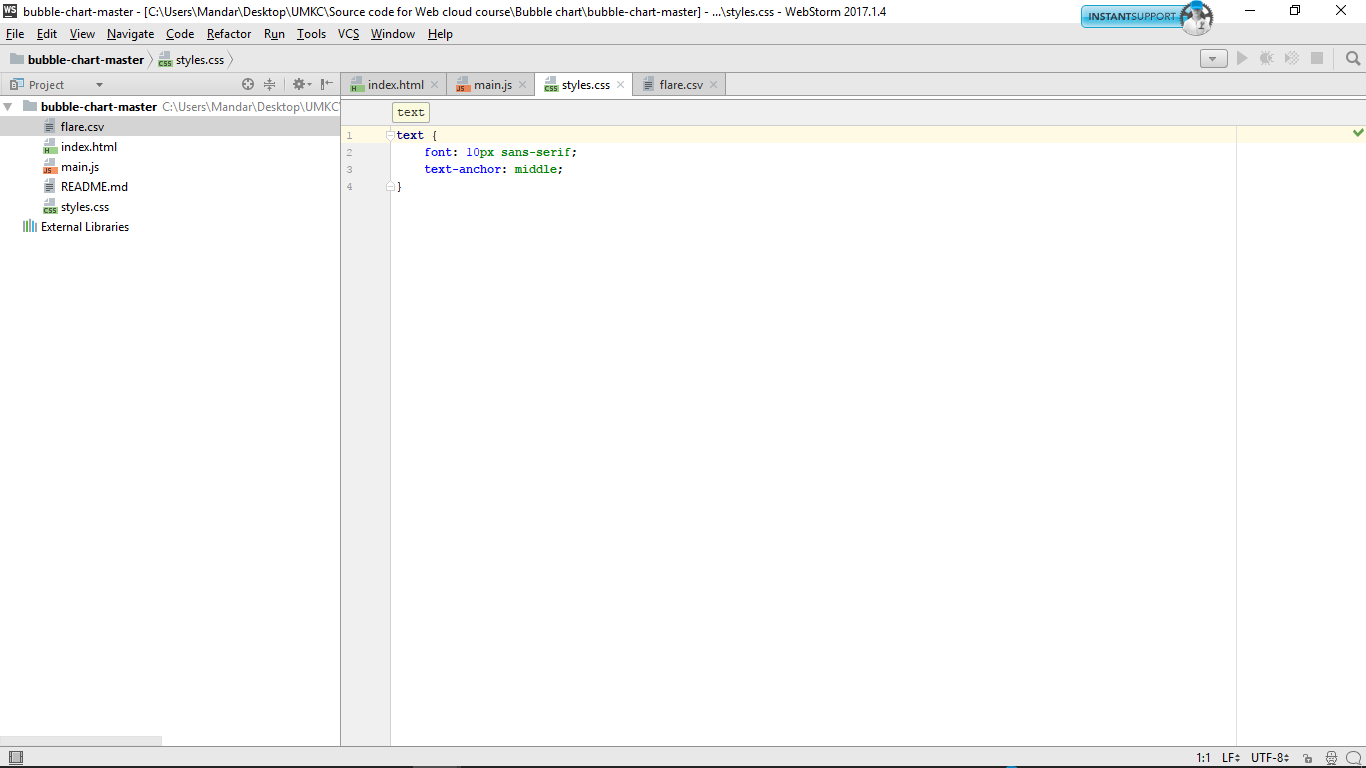 WS bubble-chart-master - [C:\Users\Mandar\Desktop\UMKC\Source code for Web cloud course\Bubble chart\bubble-chart-master] - ...\styles.css - WebStorm 2017.1.4
INSTANTSUPPORT
File Edit View Navigate Code Refactor Run Tools VCS Window Help
bubble-chart-master styles.css
Project
index.html main.js styles.css flare.csv
bubble-chart-master C:\Users\Mandar\Desktop\UMKC
flare.csv
index.html
main.js
README.md
styles.css
External Libraries
text
1 text {
2 font: 10px sans-serif;
3 text-anchor: middle;
4 }
1:1 LF UTF-8